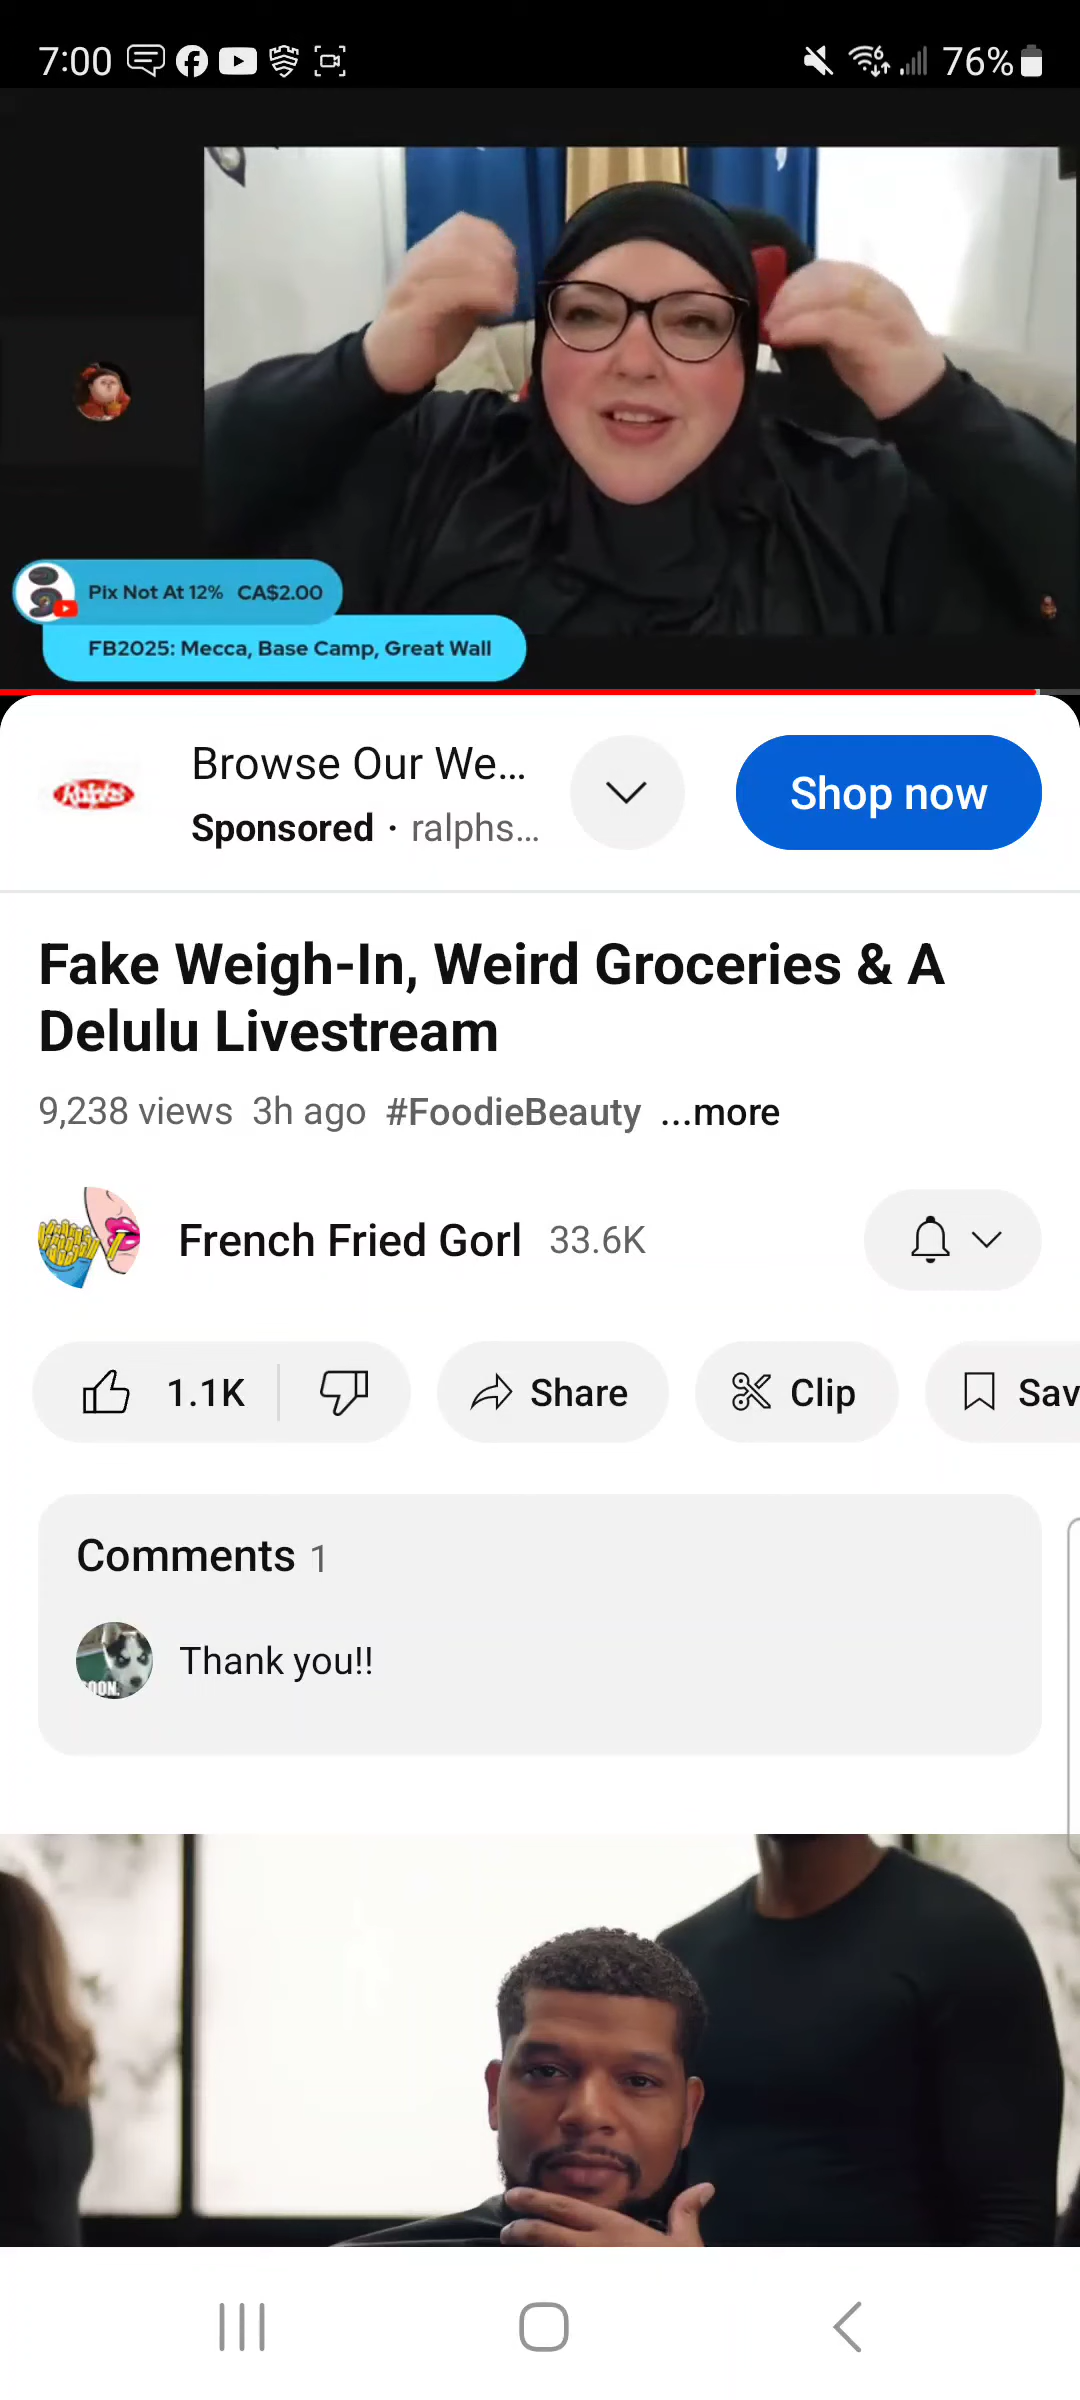 7:00 76%
Pix Not At 12% CA$2.00
FB2025: Mecca, Base Camp, Great Wall
Ralphs
Browse Our We...
Sponsored · ralphs...
Shop now
Fake Weigh-In, Weird Groceries & A
Delulu Livestream
9,238 views 3h ago #FoodieBeauty ...more
French Fried Gorl 33.6K
1.1K Share Clip Sav
Comments 1
Thank you!!
OON.